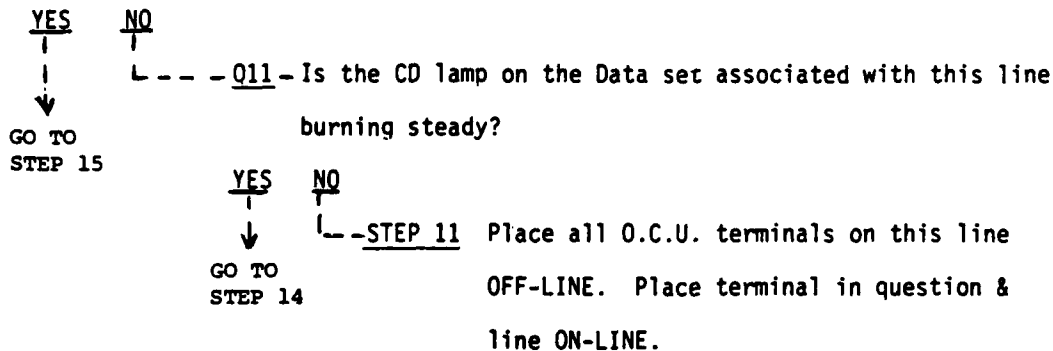 YES NO
Q11 - Is the CD lamp on the Data set associated with this line
burning steady?
GO TO
STEP 15
YES NO
STEP 11 Place all O.C.U. terminals on this line
GO TO
STEP 14
OFF-LINE. Place terminal in question &
line ON-LINE.